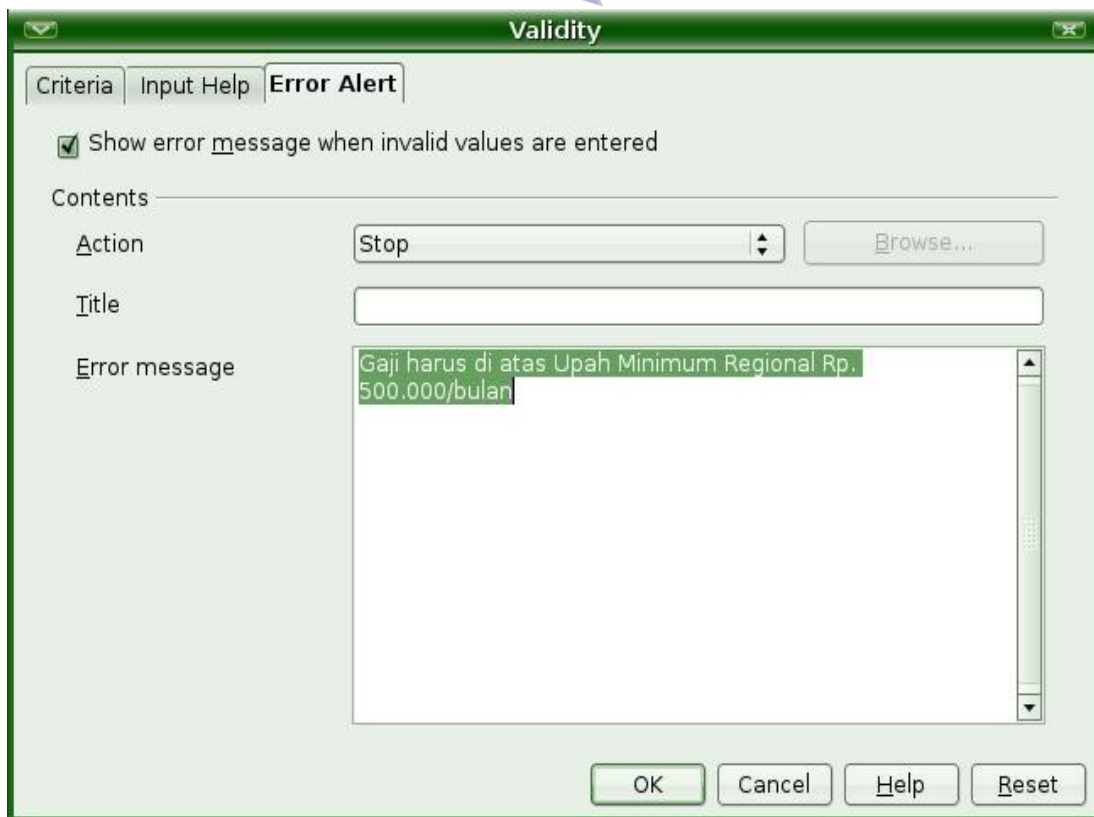 Validity
Criteria Input Help Error Alert
Show error message when invalid values are entered
Contents
Action Stop Browse...
Title
Error message Gaji harus di atas Upah Minimum Regional Rp.
500.000/bulan
OK Cancel Help Reset